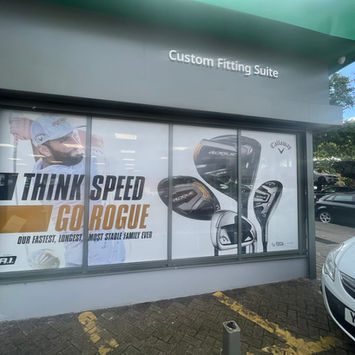 Custom Fitting Suite
Callaway
THINK SPEED
GO ROGUE
OUR FASTEST, LONGEST, MOST STABLE FAMILY EVER
A.I.